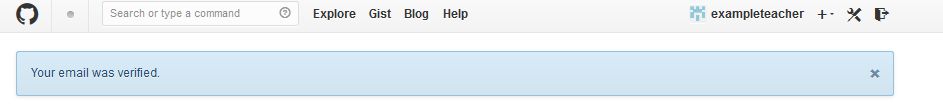 Search or type a command
Explore Gist Blog Help
exampleteacher
Your email was verified.